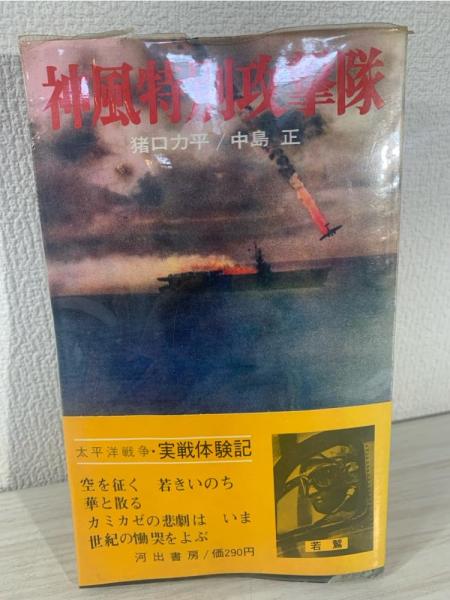 神風特別攻撃隊
猪口力平/中島 正
太平洋戦争・実戦体験記
空を征く 若きいのち
華と散る
カミカゼの悲劇は いま
世紀の慟哭をよぶ
河出書房/価290円
若鷲